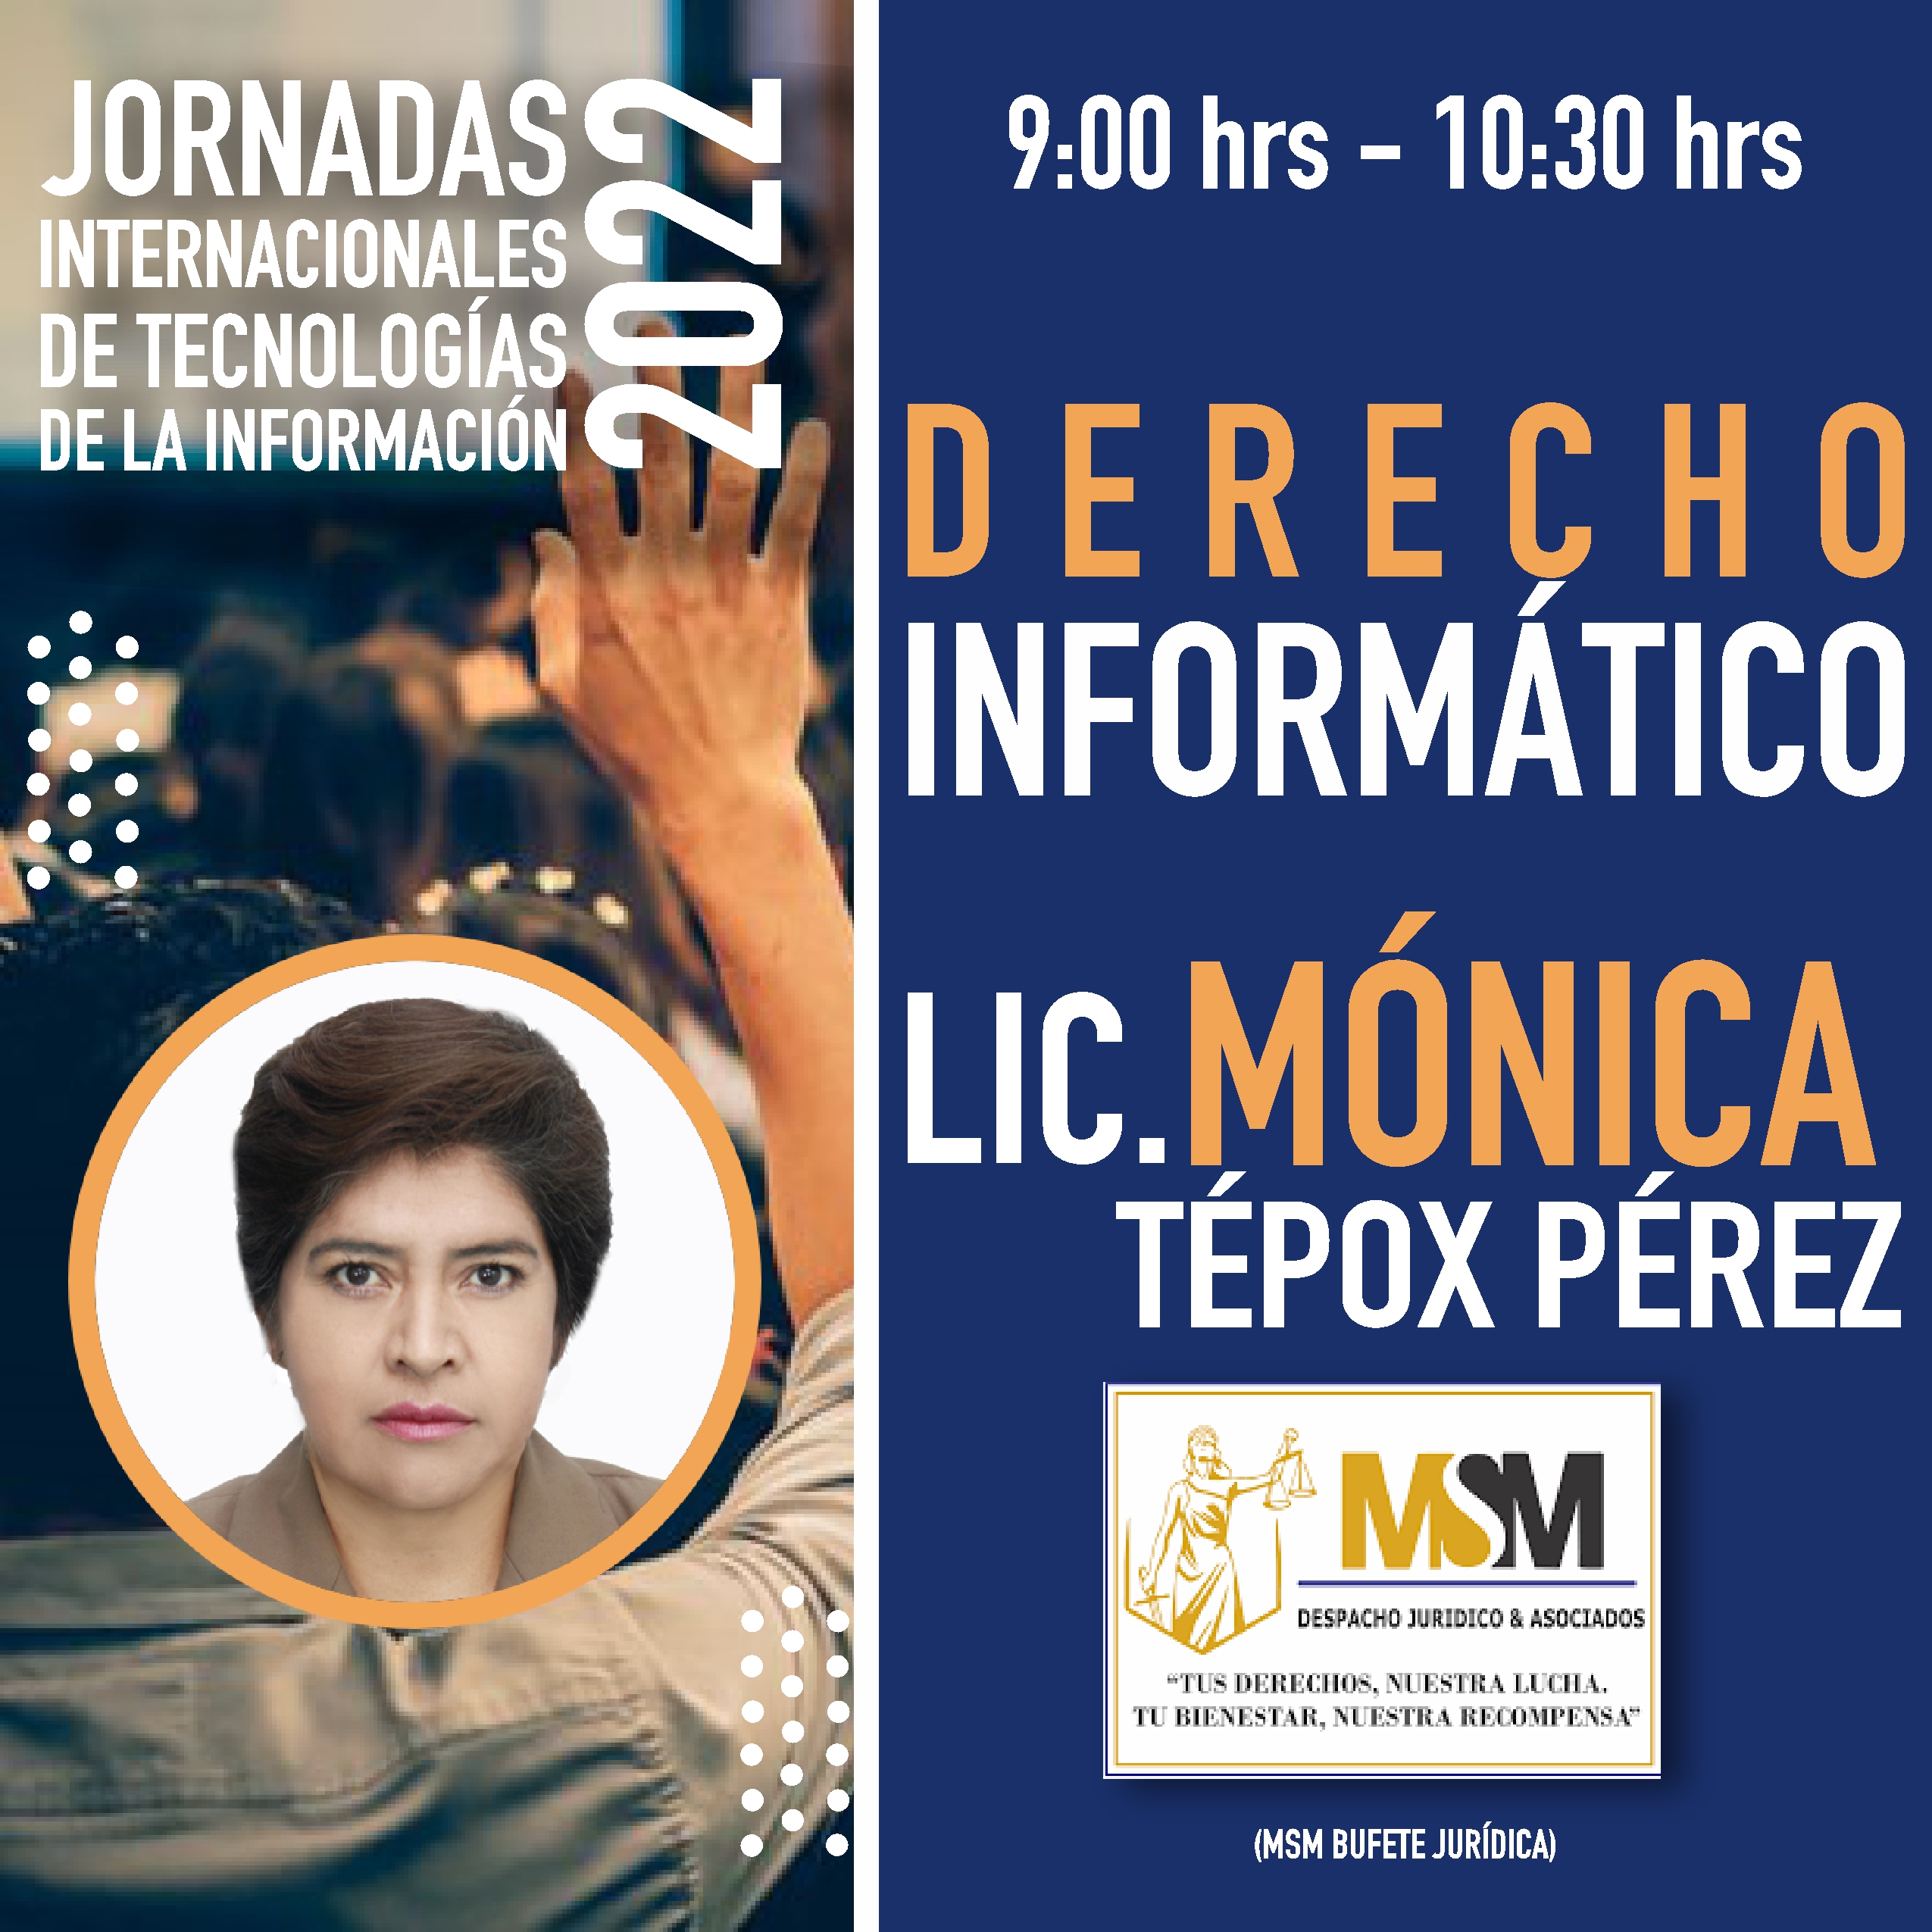 JORNADAS
INTERNACIONALES
DE TECNOLOGÍAS
DE LA INFORMACIÓN
2022
9:00 hrs - 10:30 hrs
DERECHO
INFORMÁTICO
LIC. MÓNICA
TÉPOX PÉREZ
MSM
DESPACHO JURIDICO & ASOCIADOS
“TUS DERECHOS, NUESTRA LUCHA.
TU BIENESTAR, NUESTRA RECOMPENSA”
(MSM BUFETE JURÍDICA)